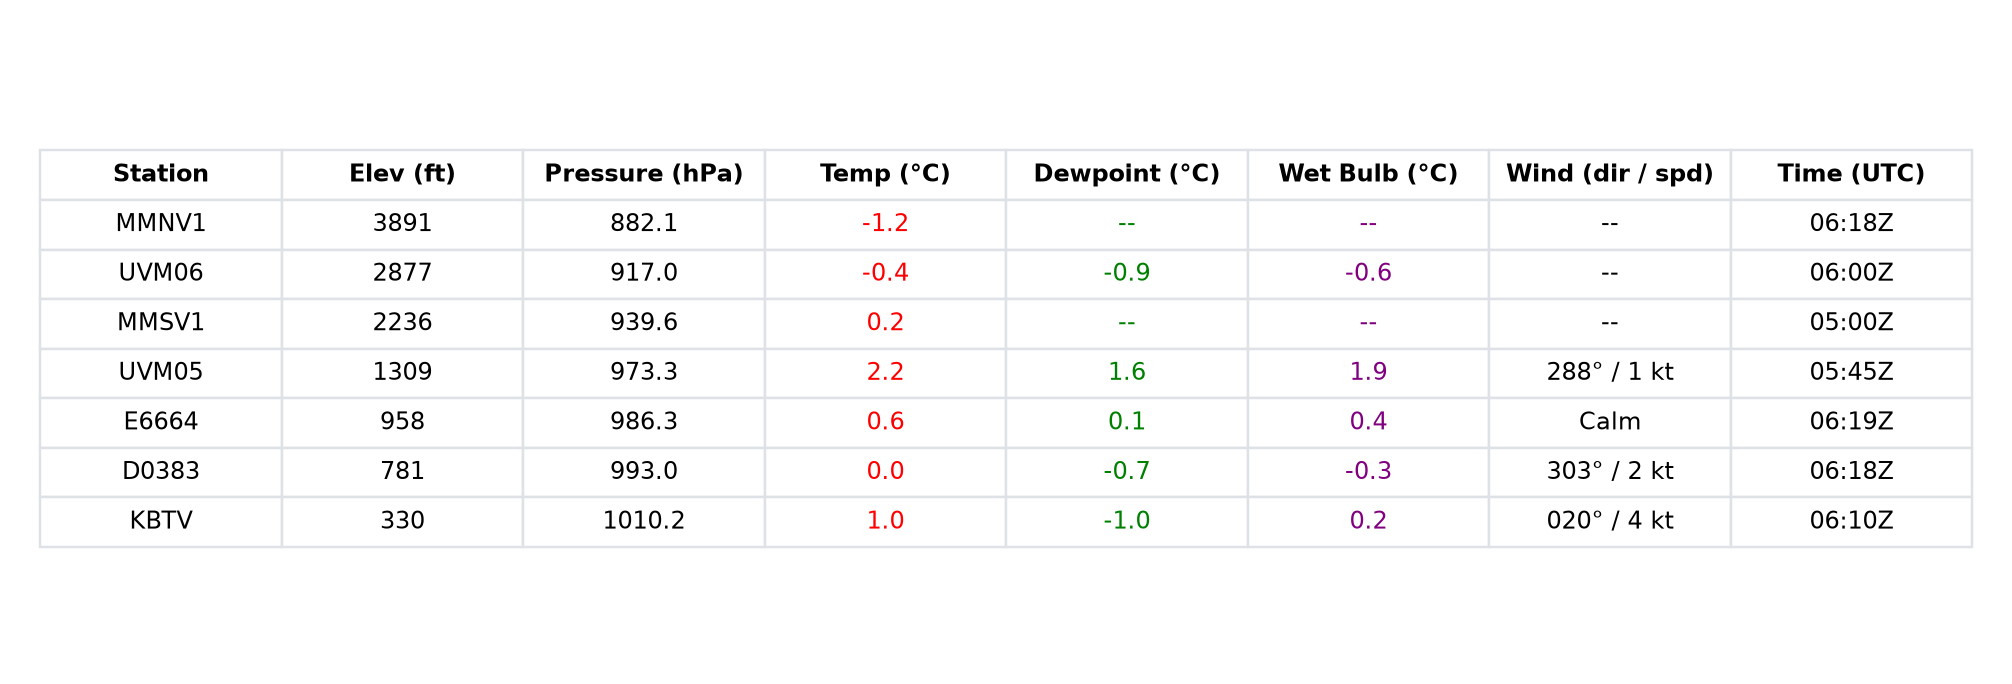 Station Elev (ft) Pressure (hPa) Temp (°C) Dewpoint (°C) Wet Bulb (°C) Wind (dir / spd) Time (UTC)
MMNV1 3891 882.1 -1.2 -- -- -- 06:18Z
UVM06 2877 917.0 -0.4 -0.9 -0.6 -- 06:00Z
MMSV1 2236 939.6 0.2 -- -- -- 05:00Z
UVM05 1309 973.3 2.2 1.6 1.9 288° / 1 kt 05:45Z
E6664 958 986.3 0.6 0.1 0.4 Calm 06:19Z
D0383 781 993.0 0.0 -0.7 -0.3 303° / 2 kt 06:18Z
KBTV 330 1010.2 1.0 -1.0 0.2 020° / 4 kt 06:10Z